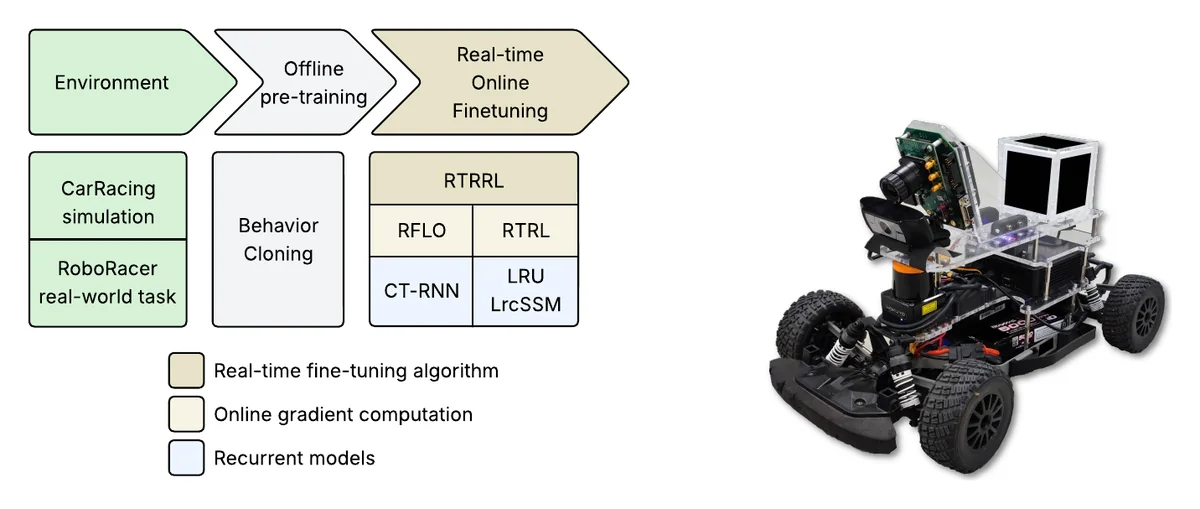 Environment
Offline
pre-training
Real-time
Online
Finetuning
CarRacing
simulation
RoboRacer
real-world task
Behavior
Cloning
RTRRL
RFLO
RTRL
CT-RNN
LRU
LrcSSM
Real-time fine-tuning algorithm
Online gradient computation
Recurrent models